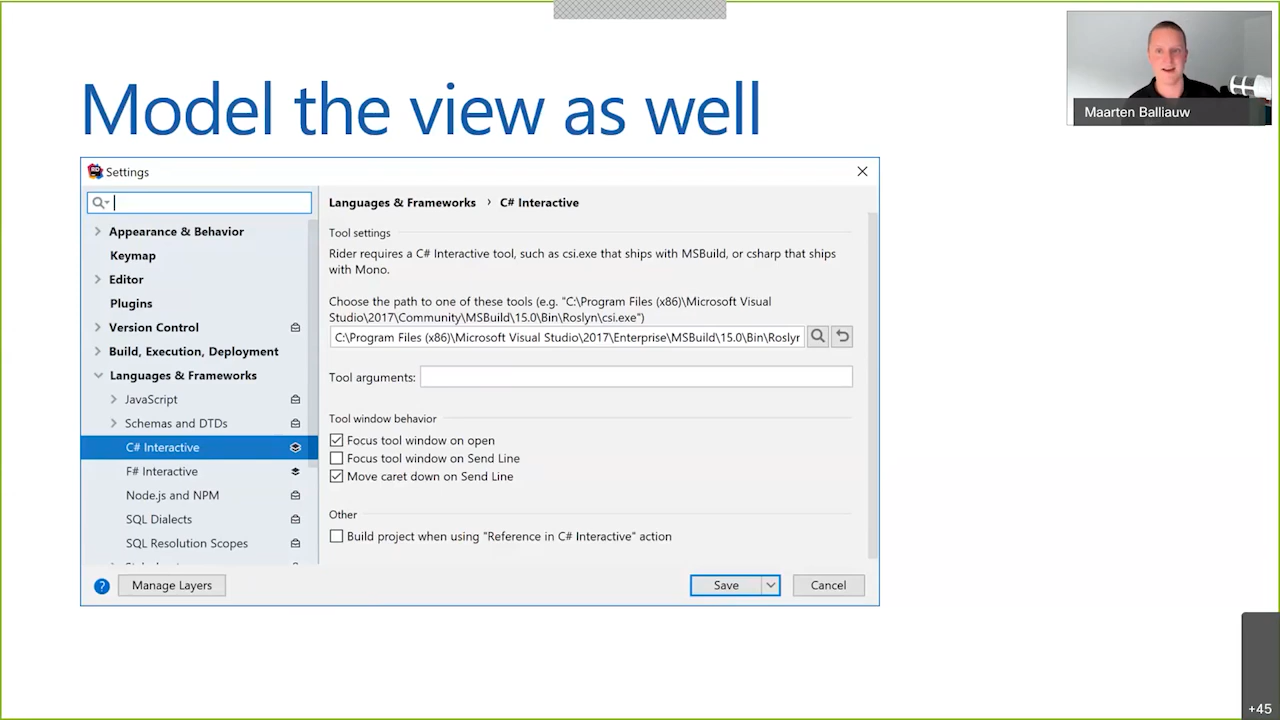 Model the view as well
Maarten Balliauw
Settings
Appearance & Behavior
Keymap
Editor
Plugins
Version Control
Build, Execution, Deployment
Languages & Frameworks
JavaScript
Schemas and DTDs
C# Interactive
F# Interactive
Node.js and NPM
SQL Dialects
SQL Resolution Scopes
Languages & Frameworks › C# Interactive
Tool settings
Rider requires a C# Interactive tool, such as csi.exe that ships with MSBuild, or csharp that ships
with Mono.
Choose the path to one of these tools (e.g. "C:\Program Files (x86)\Microsoft Visual
Studio\2017\Community\MSBuild\15.0\Bin\Roslyn\csi.exe")
C:\Program Files (x86)\Microsoft Visual Studio\2017\Enterprise\MSBuild\15.0\Bin\Roslyn
Tool arguments:
Tool window behavior
Focus tool window on open
Focus tool window on Send Line
Move caret down on Send Line
Other
Build project when using "Reference in C# Interactive" action
? Manage Layers
Save
Cancel
+45